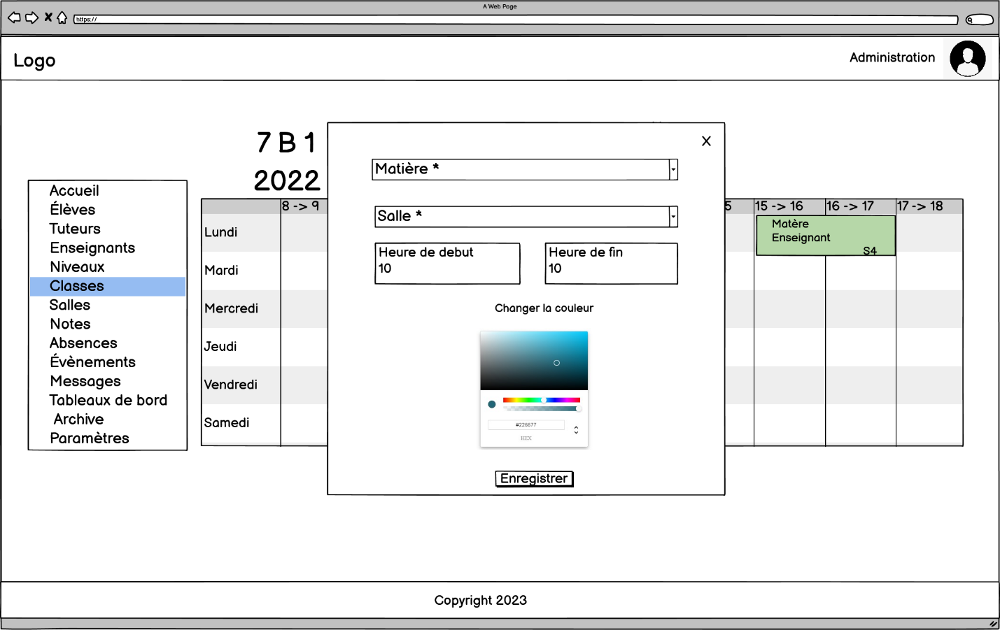 A Web Page
https://
Logo
Administration
7 B 1
2022
Accueil
Élèves
Tuteurs
Enseignants
Niveaux
Classes
Salles
Notes
Absences
Évènements
Messages
Tableaux de bord
Archive
Paramètres
8 -> 9
5
15 -> 16
16 -> 17
17 -> 18
Lundi
Mardi
Mercredi
Jeudi
Vendredi
Samedi
Matère
Enseignant
S4
X
Matière *
Salle *
Heure de debut
10
Heure de fin
10
Changer la couleur
#226677
HEX
Enregistrer
Copyright 2023